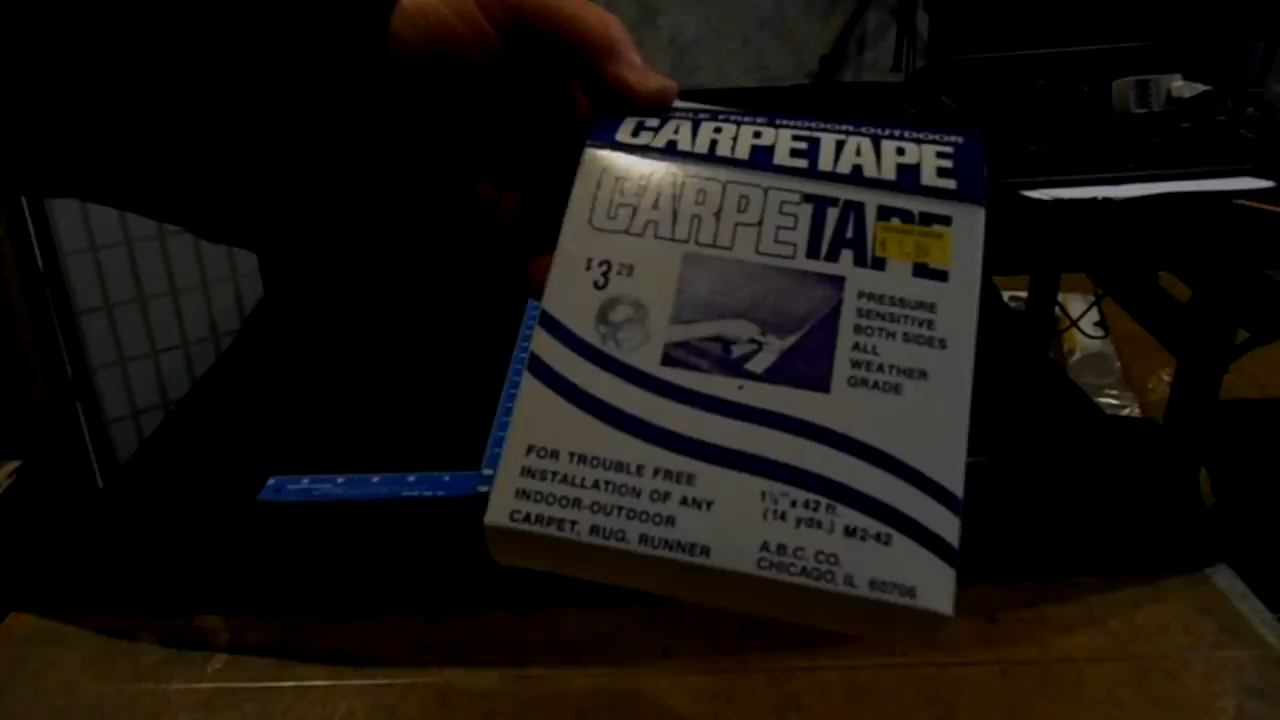 FREE INDOOR-OUTDOOR
CARPETAPE
CARPETAPE
$3 29
PRESSURE
SENSITIVE
BOTH SIDES
ALL
WEATHER
GRADE
FOR TROUBLE FREE
INSTALLATION OF ANY
INDOOR-OUTDOOR
CARPET, RUG, RUNNER
x 42 ft.
(14 yds.) M2-42
A.B.C. CO.
CHICAGO, IL